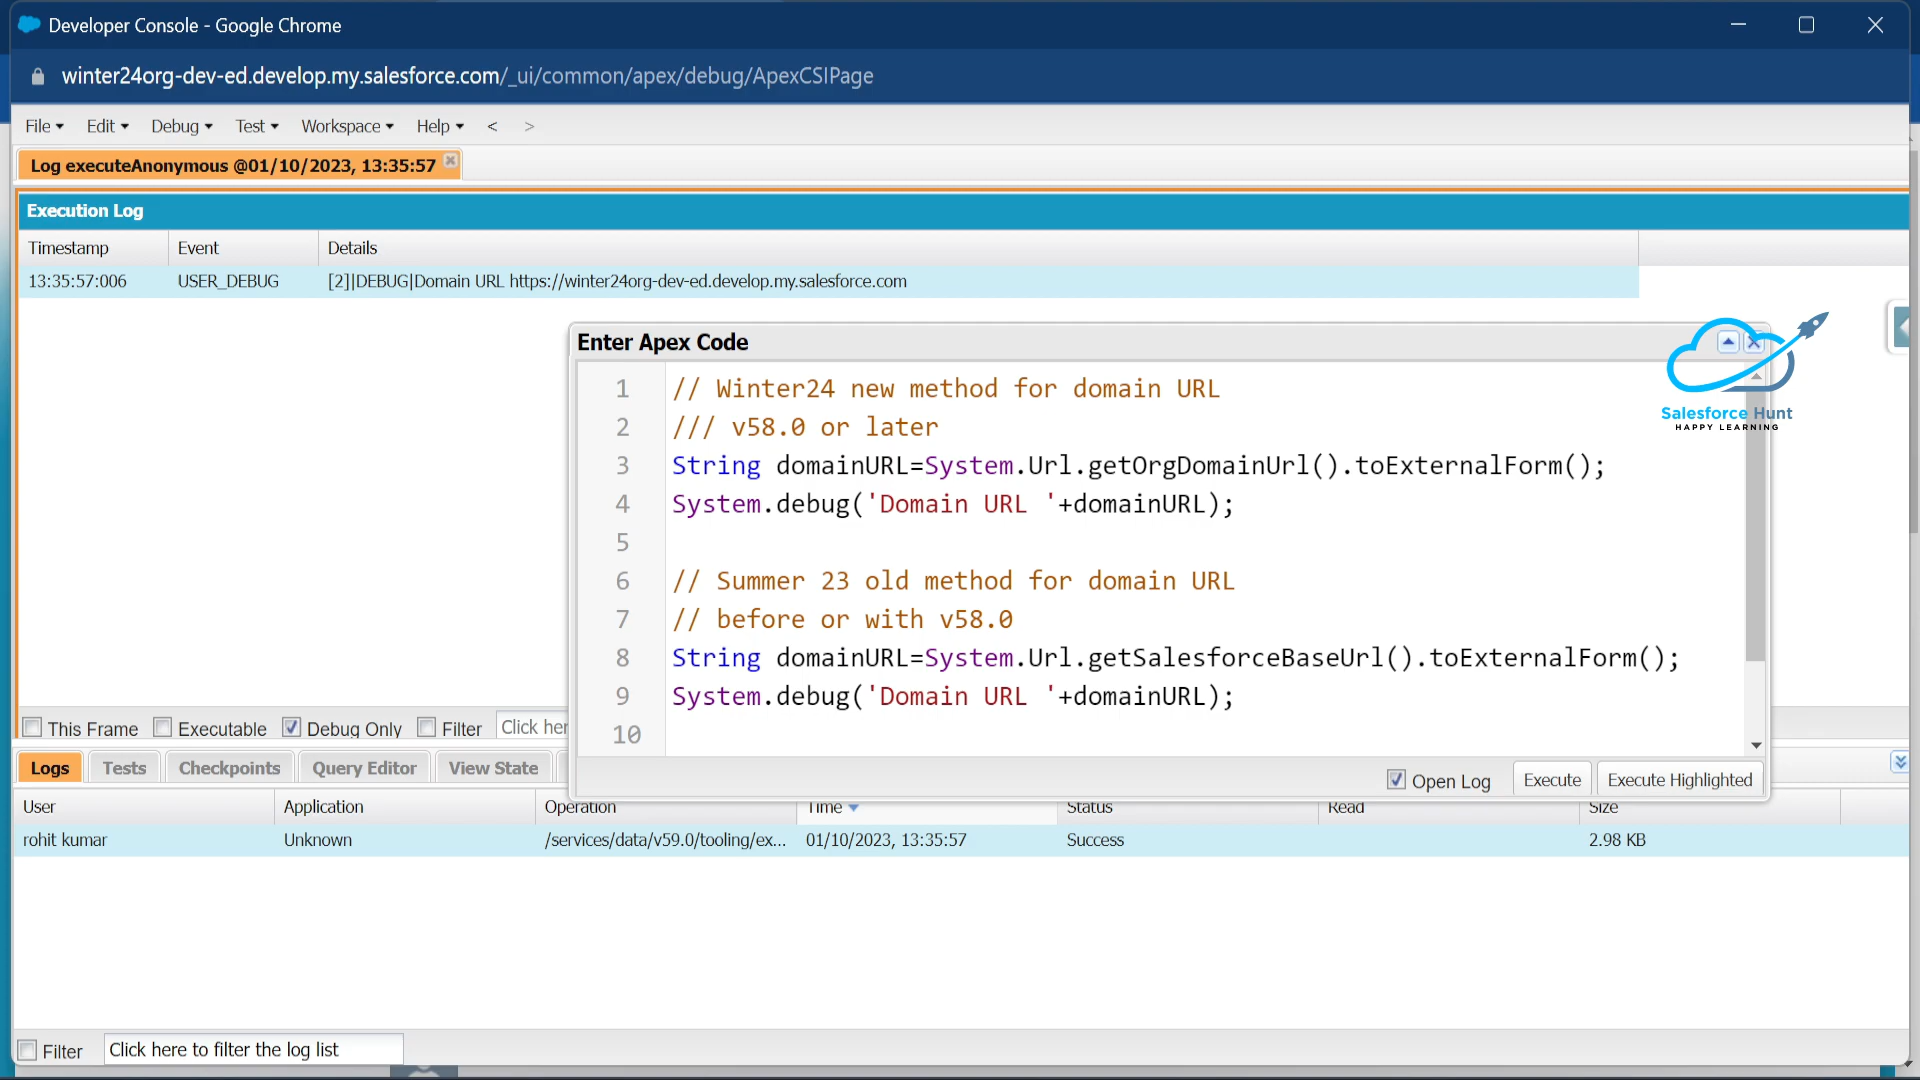 Developer Console - Google Chrome
winter24org-dev-ed.develop.my.salesforce.com/_ui/common/apex/debug/ApexCSIPage
File Edit Debug Test Workspace Help < >
Log executeAnonymous @01/10/2023, 13:35:57
Execution Log
Timestamp Event Details
13:35:57:006 USER_DEBUG [2]|DEBUG|Domain URL https://winter24org-dev-ed.develop.my.salesforce.com
Enter Apex Code
Salesforce Hunt
HAPPY LEARNING
1 // Winter24 new method for domain URL
2 /// v58.0 or later
3 String domainURL=System.Url.getOrgDomainUrl().toExternalForm();
4 System.debug('Domain URL '+domainURL);
5
6 // Summer 23 old method for domain URL
7 // before or with v58.0
8 String domainURL=System.Url.getSalesforceBaseUrl().toExternalForm();
9 System.debug('Domain URL '+domainURL);
10
Open Log Execute Execute Highlighted
This Frame Executable Debug Only Filter Click her
Logs Tests Checkpoints Query Editor View State
User Application Operation Time Status Read Size
rohit kumar Unknown /services/data/v59.0/tooling/ex... 01/10/2023, 13:35:57 Success 2.98 KB
Filter Click here to filter the log list